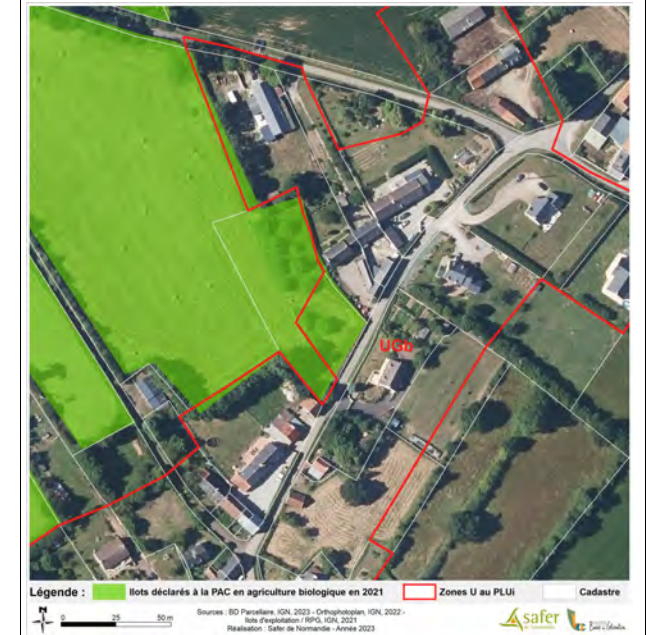 UGb
Légende : Ilots déclarés à la PAC en agriculture biologique en 2021 Zones U au PLUi Cadastre
N
0 25 50 m
Sources : BD Parcellaire, IGN, 2023 - Orthophotoplan, IGN, 2022 -
Ilots d'exploitation / RPG, IGN, 2021
Réalisation : Safer de Normandie - Année 2023
safer